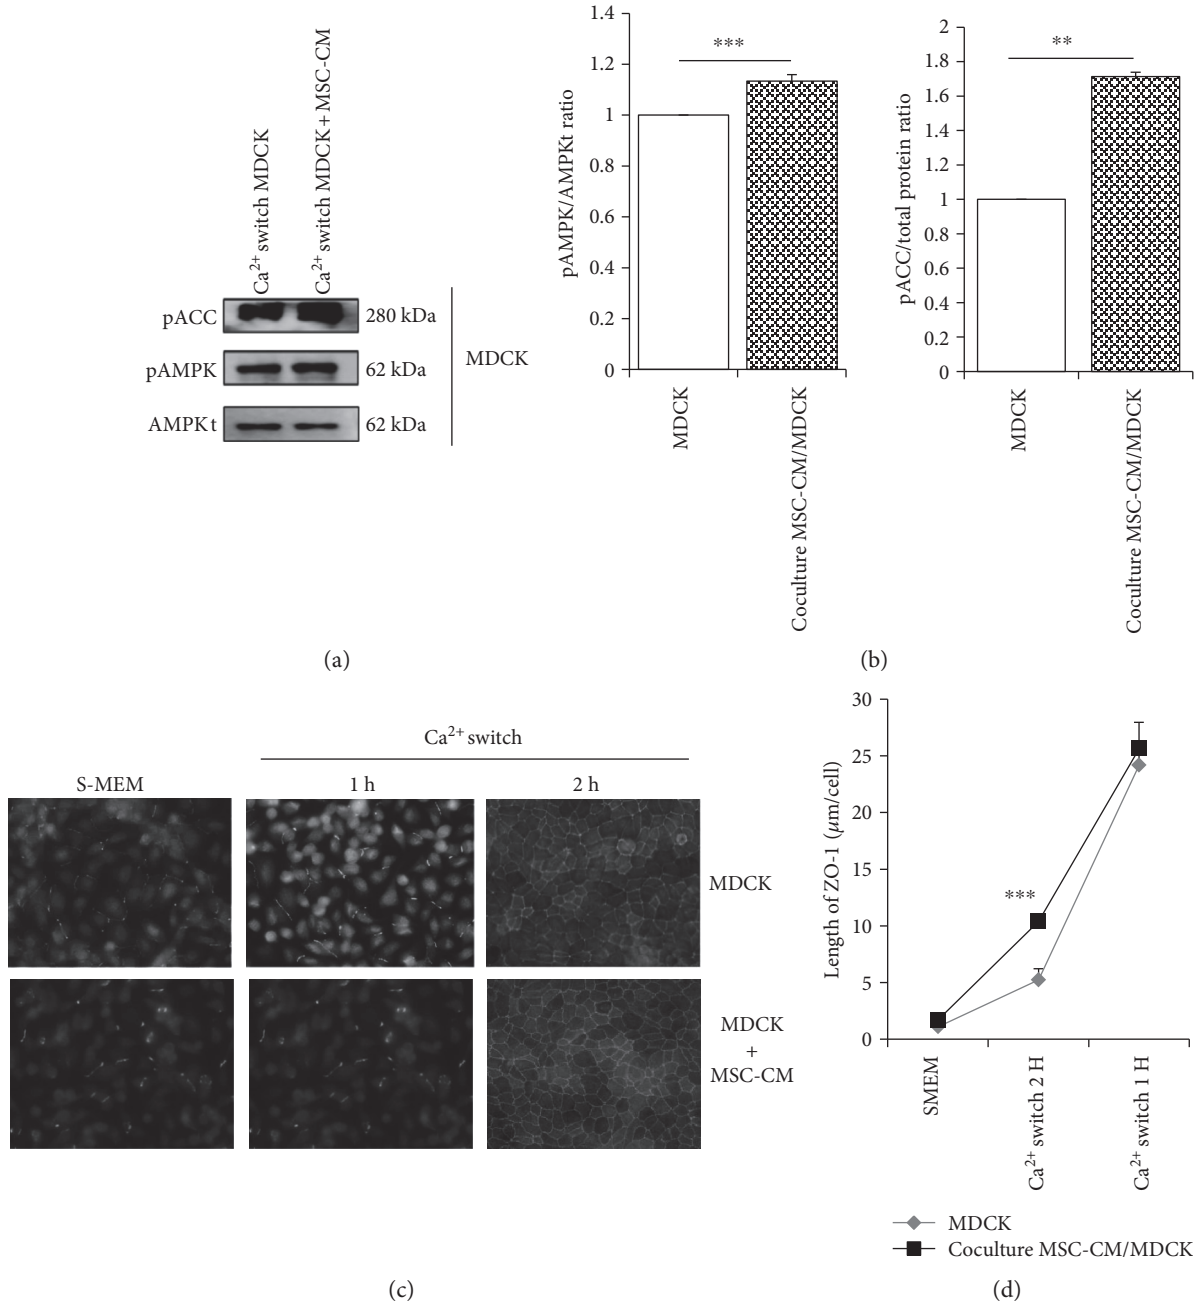 Ca2+ switch MDCK
Ca2+ switch MDCK+MSC-CM
pACC
280 kDa
pAMPK
62 kDa
AMPKt
62 kDa
MDCK
(a)
pAMPK/AMPKt ratio
1.4
1.2
1
0.8
0.6
0.4
0.2
0
***
MDCK
Coculture MSC-CM/MDCK
pACC/total protein ratio
2
1.8
1.6
1.4
1.2
1
0.8
0.6
0.4
0.2
0
**
MDCK
Coculture MSC-CM/MDCK
(b)
Ca2+ switch
S-MEM
1 h
2 h
MDCK
MDCK
+
MSC-CM
(c)
Length of ZO-1 (μm/cell)
30
25
20
15
10
5
0
***
SMEM
Ca2+ switch 2 H
Ca2+ switch 1 H
MDCK
Coculture MSC-CM/MDCK
(d)